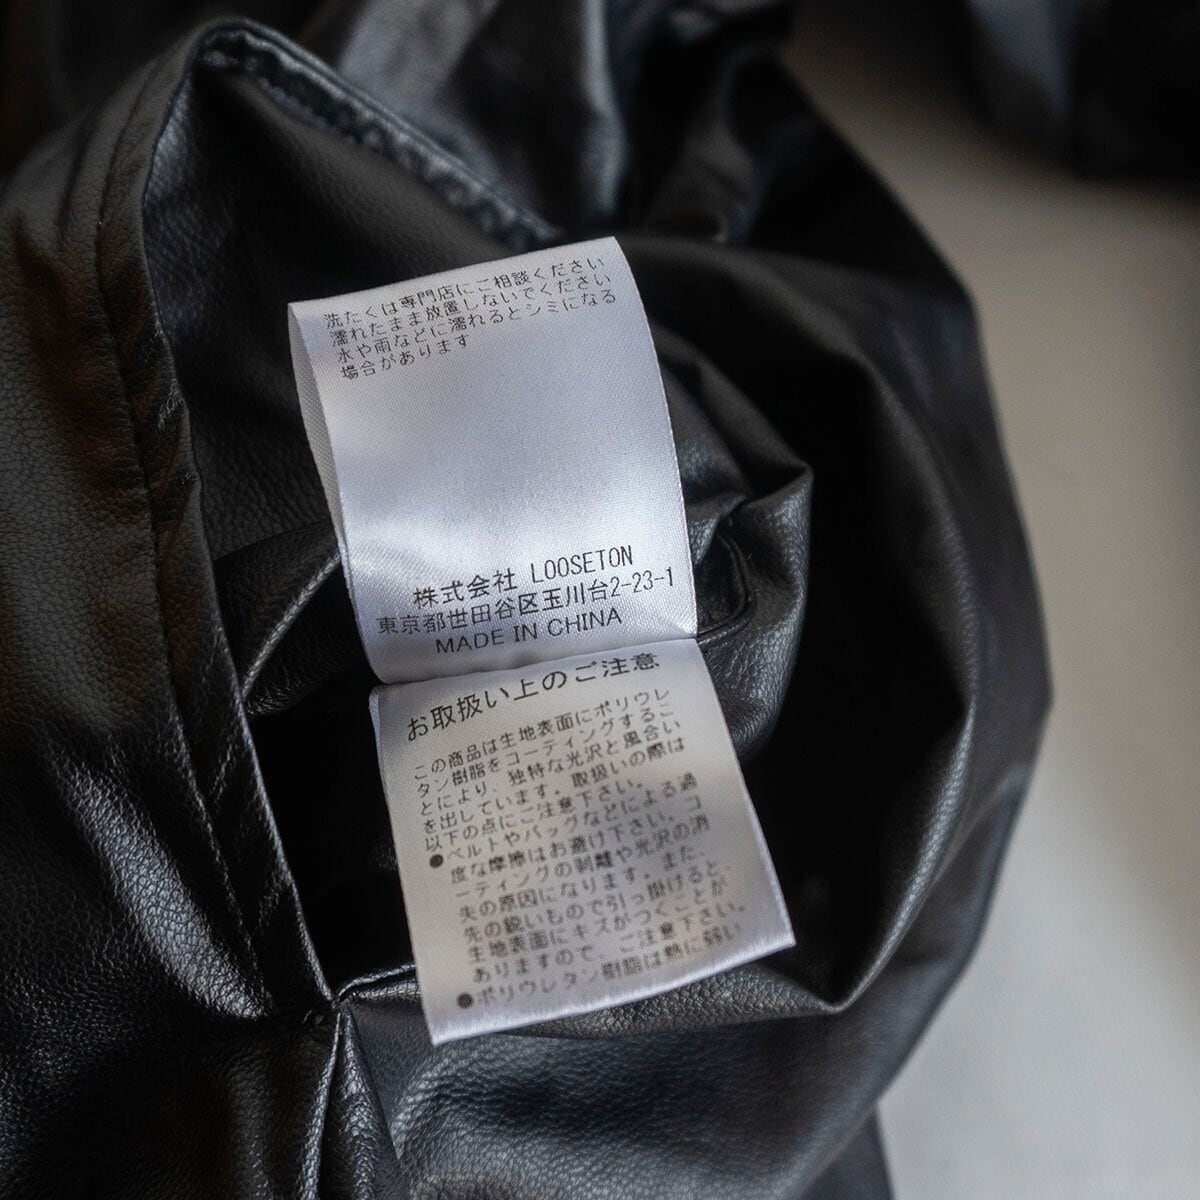 洗たくは専門店にご相談ください
濡れたまま放置しないでください
水や雨などに濡れるとシミになる
場合があります
株式会社 LOOSETON
東京都世田谷区玉川台2-23-1
MADE IN CHINA
お取扱い上のご注意
この商品は生地表面にポリウレ
タン樹脂をコーティングするこ
とにより、独特な光沢と風合い
を出しています。取扱いの際は
以下の点にご注意下さい。
●ベルトやバッグなどによる過
度な摩擦はお避け下さい。コ
ーティングの剥離や光沢の消
失の原因になります。また、
先の鋭いもので引っ掛けると、
生地表面にキズがつくことが
ありますので、ご注意下さい。
●ポリウレタン樹脂は熱に弱い